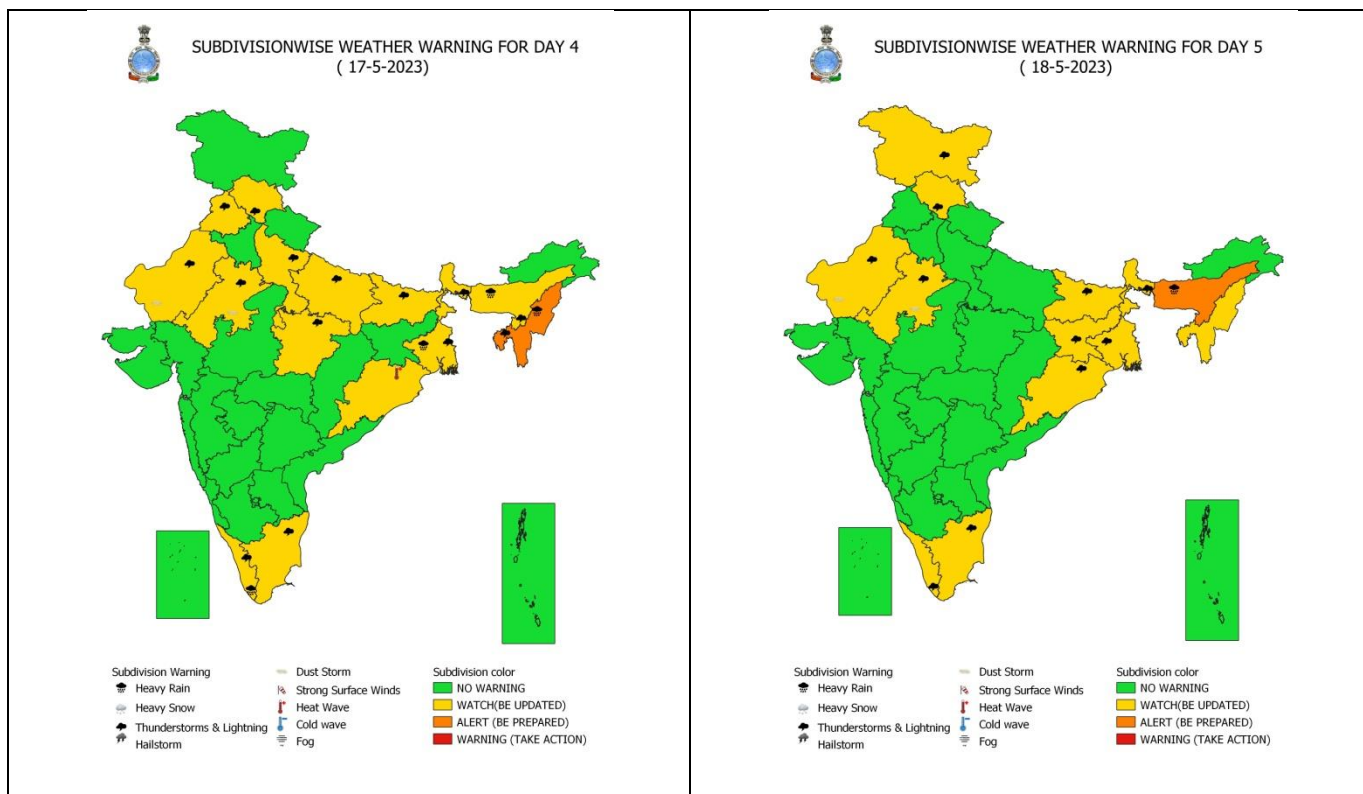 SUBDIVISIONWISE WEATHER WARNING FOR DAY 4
( 17-5-2023)
Subdivision Warning
Heavy Rain
Heavy Snow
Thunderstorms & Lightning
Hailstorm
Dust Storm
Strong Surface Winds
Heat Wave
Cold wave
Fog
Subdivision color
NO WARNING
WATCH(BE UPDATED)
ALERT (BE PREPARED)
WARNING (TAKE ACTION)
SUBDIVISIONWISE WEATHER WARNING FOR DAY 5
( 18-5-2023)
Subdivision Warning
Heavy Rain
Heavy Snow
Thunderstorms & Lightning
Hailstorm
Dust Storm
Strong Surface Winds
Heat Wave
Cold wave
Fog
Subdivision color
NO WARNING
WATCH(BE UPDATED)
ALERT (BE PREPARED)
WARNING (TAKE ACTION)